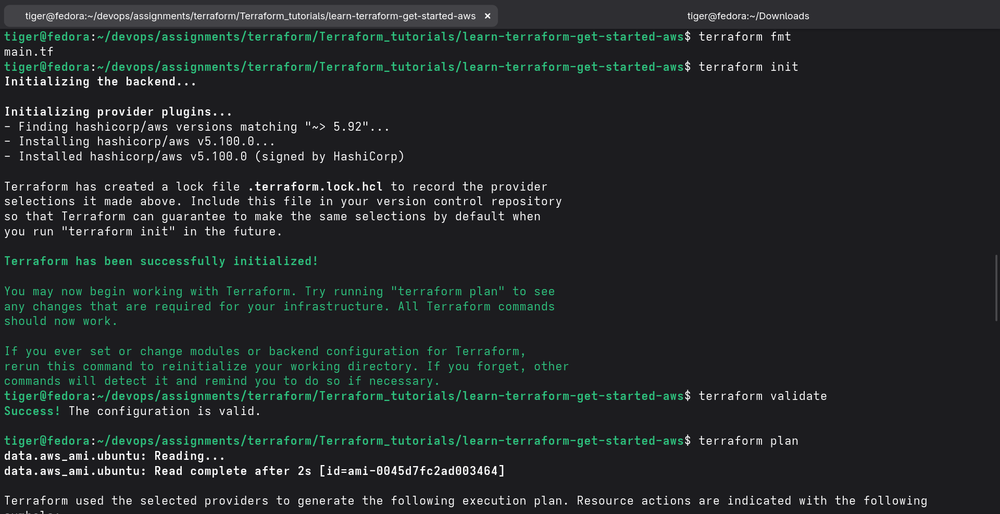 tiger@fedora:~/devops/assignments/terraform/Terraform_tutorials/learn-terraform-get-started-aws × tiger@fedora:~/Downloads
tiger@fedora:~/devops/assignments/terraform/Terraform_tutorials/learn-terraform-get-started-aws$ terraform fmt
main.tf
tiger@fedora:~/devops/assignments/terraform/Terraform_tutorials/learn-terraform-get-started-aws$ terraform init
Initializing the backend...
Initializing provider plugins...
- Finding hashicorp/aws versions matching "~> 5.92"...
- Installing hashicorp/aws v5.100.0...
- Installed hashicorp/aws v5.100.0 (signed by HashiCorp)
Terraform has created a lock file .terraform.lock.hcl to record the provider
selections it made above. Include this file in your version control repository
so that Terraform can guarantee to make the same selections by default when
you run "terraform init" in the future.
Terraform has been successfully initialized!
You may now begin working with Terraform. Try running "terraform plan" to see
any changes that are required for your infrastructure. All Terraform commands
should now work.
If you ever set or change modules or backend configuration for Terraform,
rerun this command to reinitialize your working directory. If you forget, other
commands will detect it and remind you to do so if necessary.
tiger@fedora:~/devops/assignments/terraform/Terraform_tutorials/learn-terraform-get-started-aws$ terraform validate
Success! The configuration is valid.
tiger@fedora:~/devops/assignments/terraform/Terraform_tutorials/learn-terraform-get-started-aws$ terraform plan
data.aws_ami.ubuntu: Reading...
data.aws_ami.ubuntu: Read complete after 2s [id=ami-0045d7fc2ad003464]
Terraform used the selected providers to generate the following execution plan. Resource actions are indicated with the following